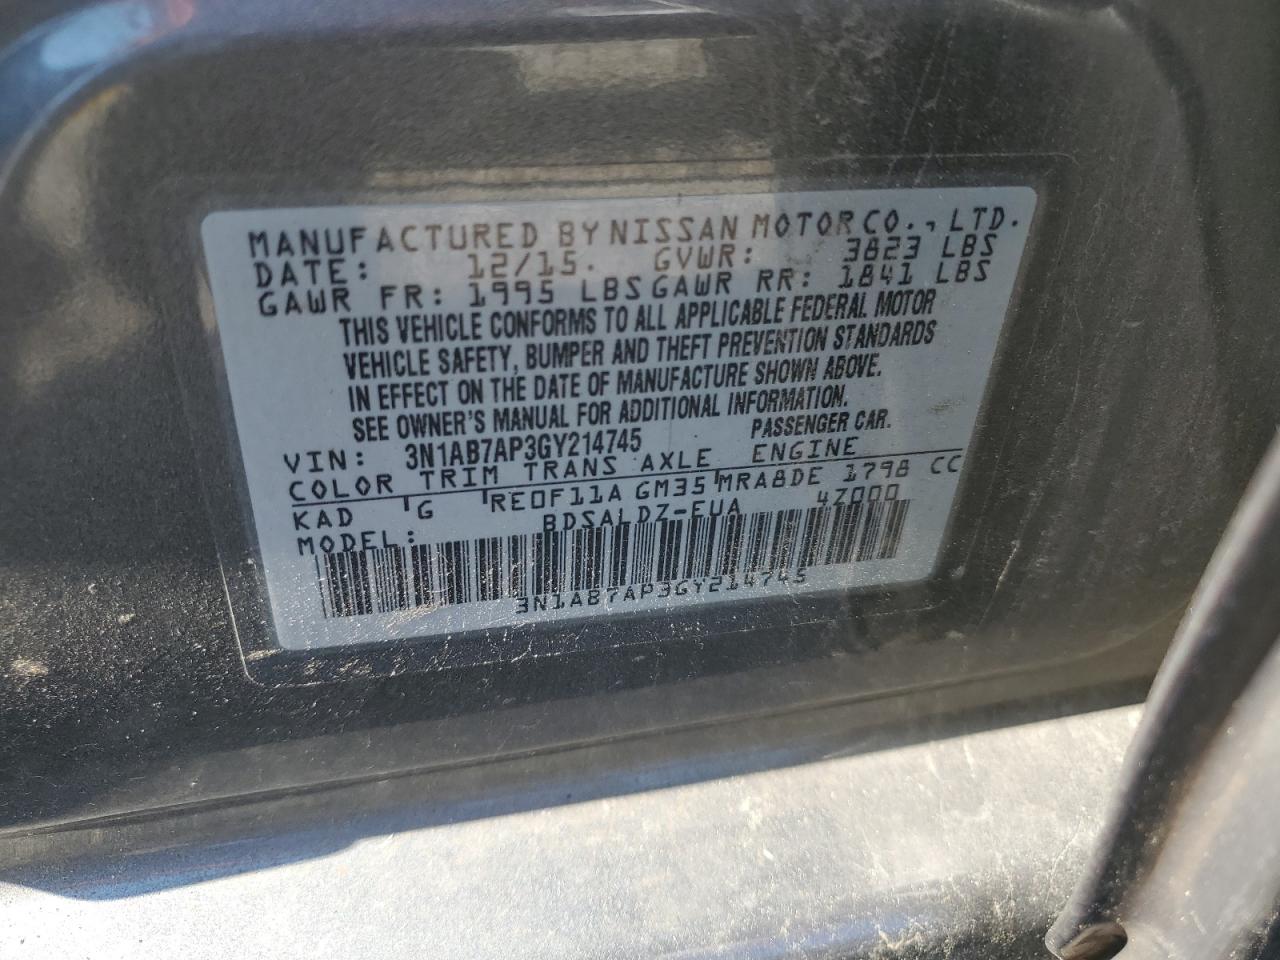 MANUFACTURED BY NISSAN MOTOR CO., LTD.
DATE: 12/15. GVWR: 3823 LBS
GAWR FR: 1995 LBS GAWR RR: 1841 LBS
THIS VEHICLE CONFORMS TO ALL APPLICABLE FEDERAL MOTOR
VEHICLE SAFETY, BUMPER AND THEFT PREVENTION STANDARDS
IN EFFECT ON THE DATE OF MANUFACTURE SHOWN ABOVE.
SEE OWNER'S MANUAL FOR ADDITIONAL INFORMATION.
VIN: 3N1AB7AP3GY214745 PASSENGER CAR.
COLOR TRIM TRANS AXLE ENGINE
KAD G RE0F11A GM35 MRA8DE 1798 CC
MODEL: BDSALDZ-EUA 4Z000
3N1AB7AP3GY214745